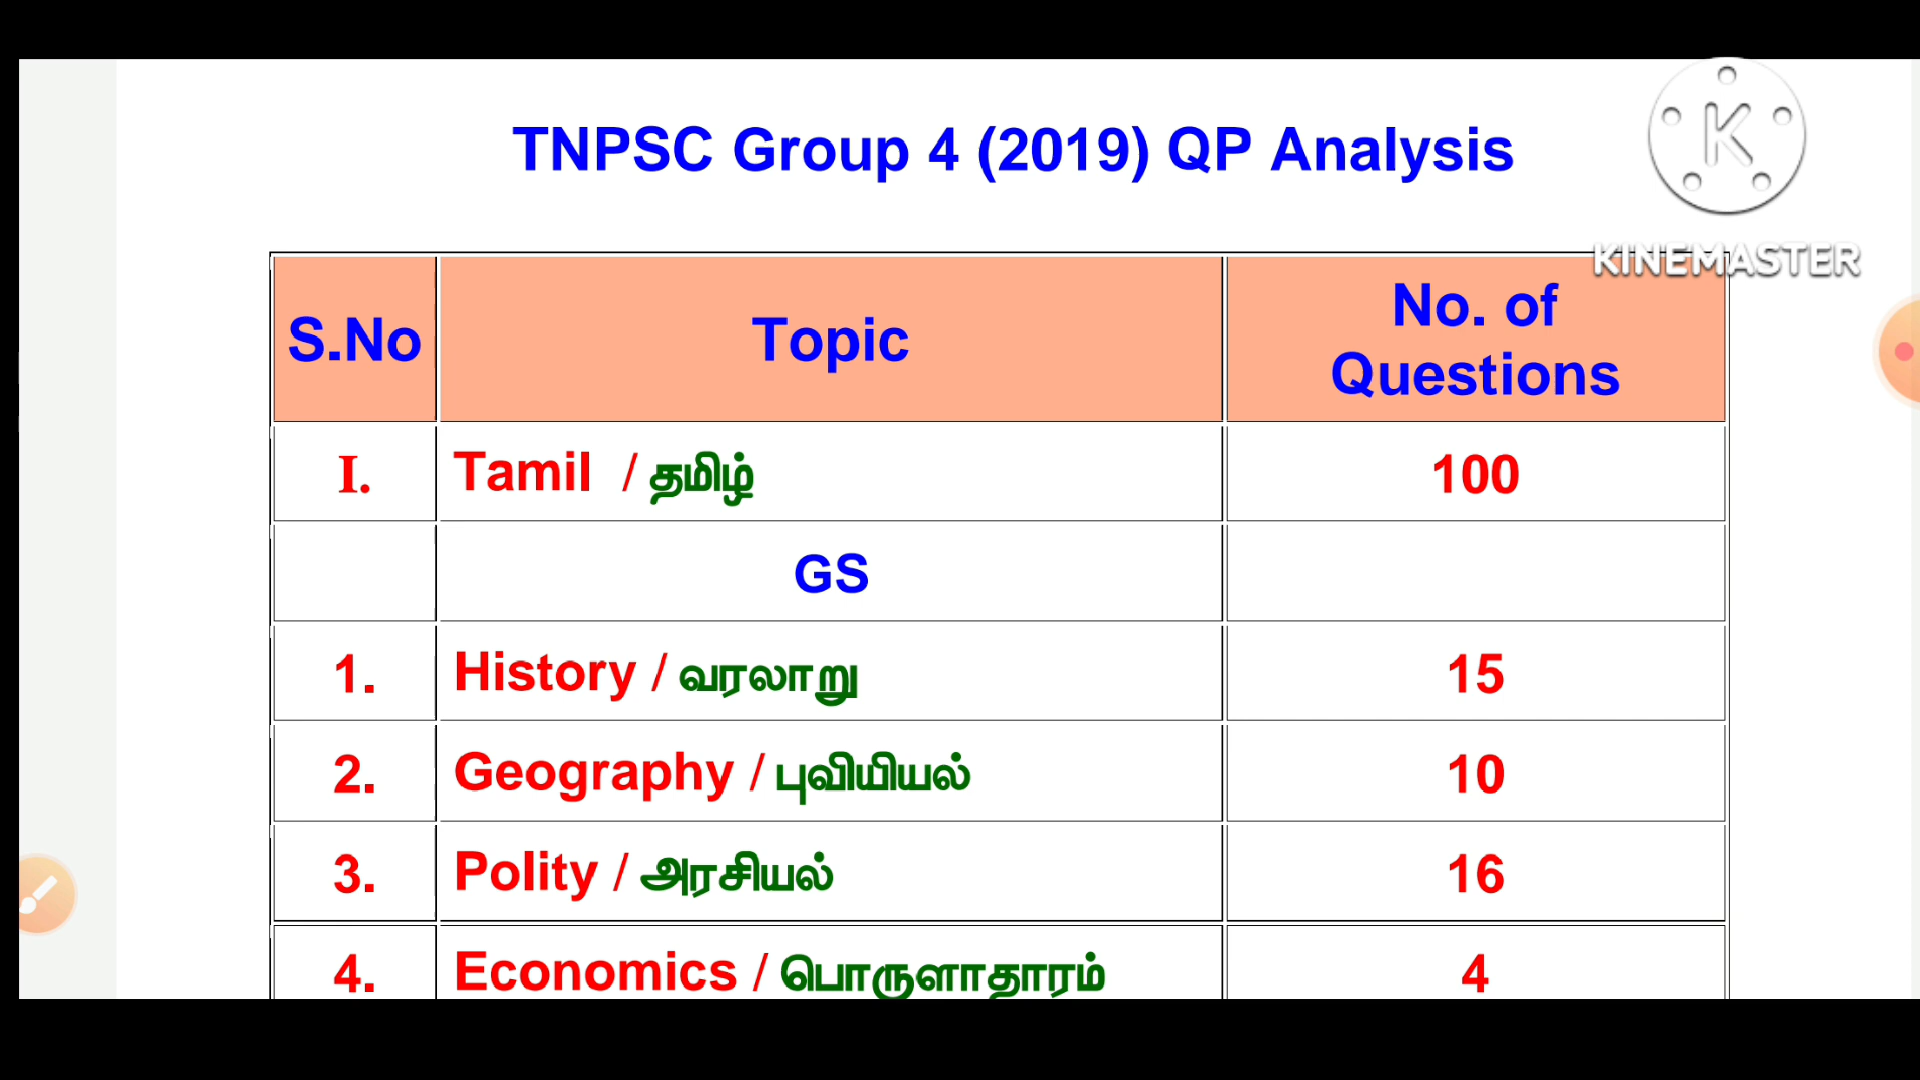 TNPSC Group 4 (2019) QP Analysis
K
KINEMASTER
S.No Topic No. of Questions
I. Tamil / தமிழ் 100
GS
1. History / வரலாறு 15
2. Geography / புவியியல் 10
3. Polity / அரசியல் 16
4. Economics / பொருளாதாரம் 4